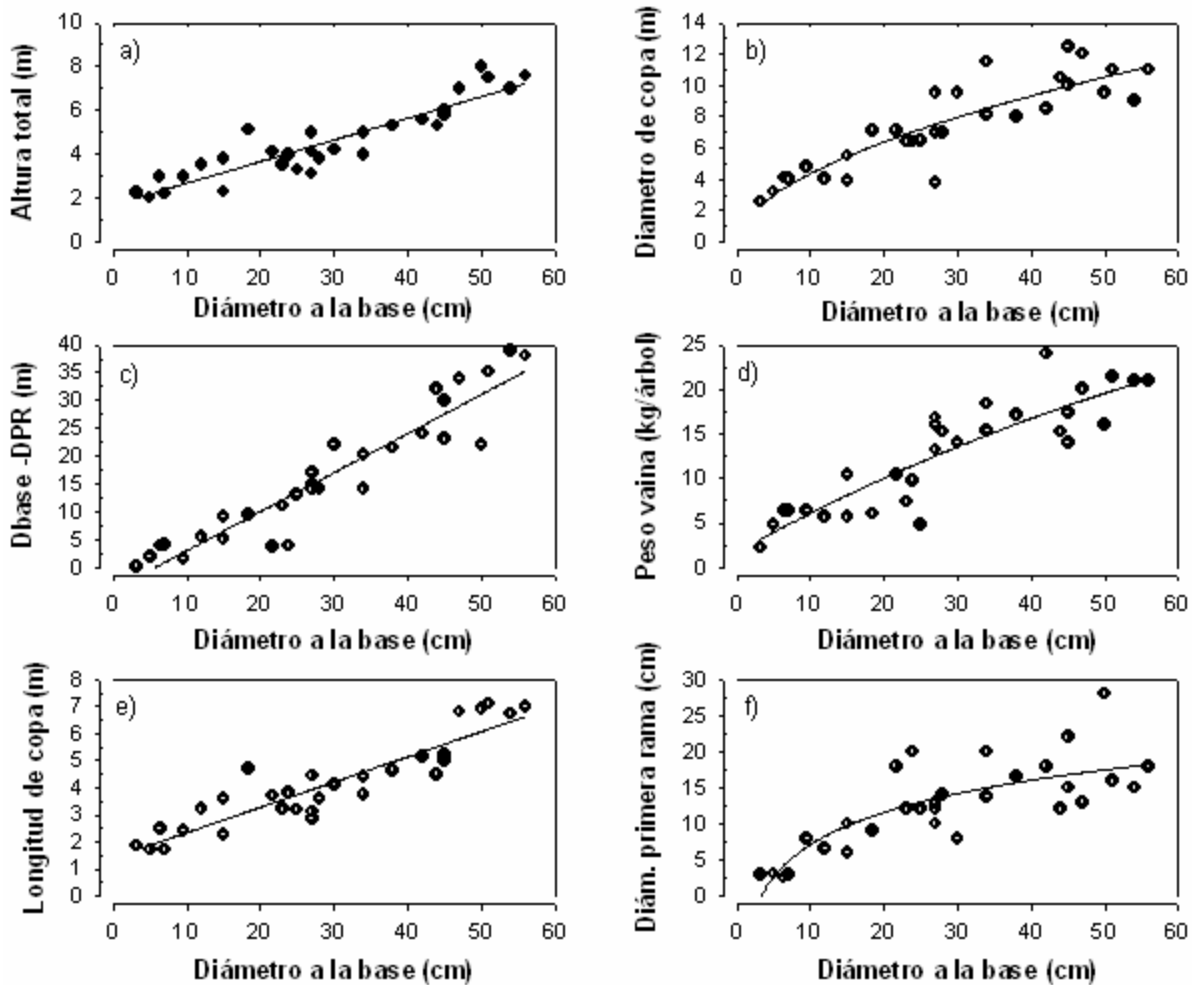 a)
Altura total (m)
10
8
6
4
2
0
0 10 20 30 40 50 60
Diámetro a la base (cm)
b)
Diametro de copa (m)
14
12
10
8
6
4
2
0
0 10 20 30 40 50 60
Diámetro a la base (cm)
c)
Dbase -DPR (m)
40
35
30
25
20
15
10
5
0
0 10 20 30 40 50 60
Diámetro a la base (cm)
d)
Peso vaina (kg/árbol)
25
20
15
10
5
0
0 10 20 30 40 50 60
Diámetro a la base (cm)
e)
Longitud de copa (m)
8
7
6
5
4
3
2
1
0
0 10 20 30 40 50 60
Diámetro a la base (cm)
f)
Diám. primera rama (cm)
30
25
20
15
10
5
0
0 10 20 30 40 50 60
Diámetro a la base (cm)